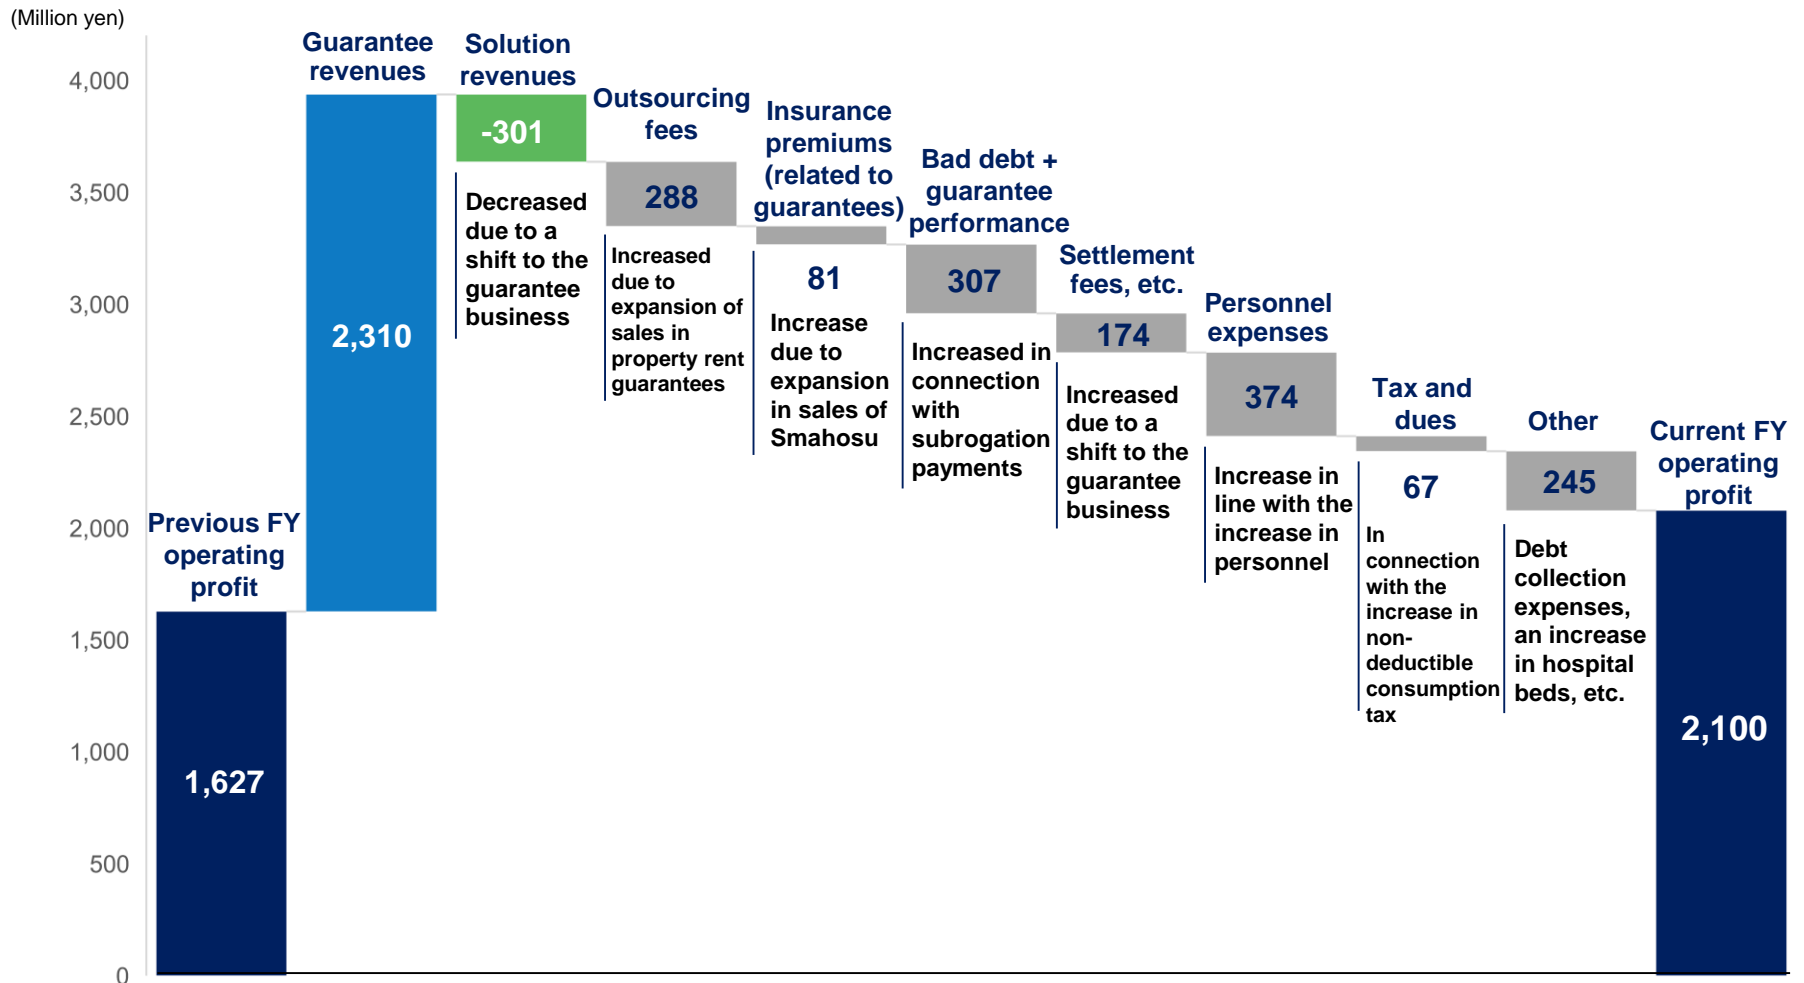 (Million yen)
4,000
3,500
3,000
2,500
2,000
1,500
1,000
500
0
Previous FY
operating
profit
1,627
Guarantee
revenues
2,310
Solution
revenues
-301
Decreased
due to a
shift to the
guarantee
business
Outsourcing
fees
288
Increased
due to
expansion of
sales in
property rent
guarantees
Insurance
premiums
(related to
guarantees)
81
Increase
due to
expansion
in sales of
Smahosu
Bad debt +
guarantee
performance
307
Increased in
connection
with
subrogation
payments
Settlement
fees, etc.
174
Increased
due to a
shift to the
guarantee
business
Personnel
expenses
374
Increase in
line with the
increase in
personnel
Tax and
dues
67
In
connection
with the
increase in
non-
deductible
consumption
tax
Other
245
Debt
collection
expenses,
an increase
in hospital
beds, etc.
Current FY
operating
profit
2,100